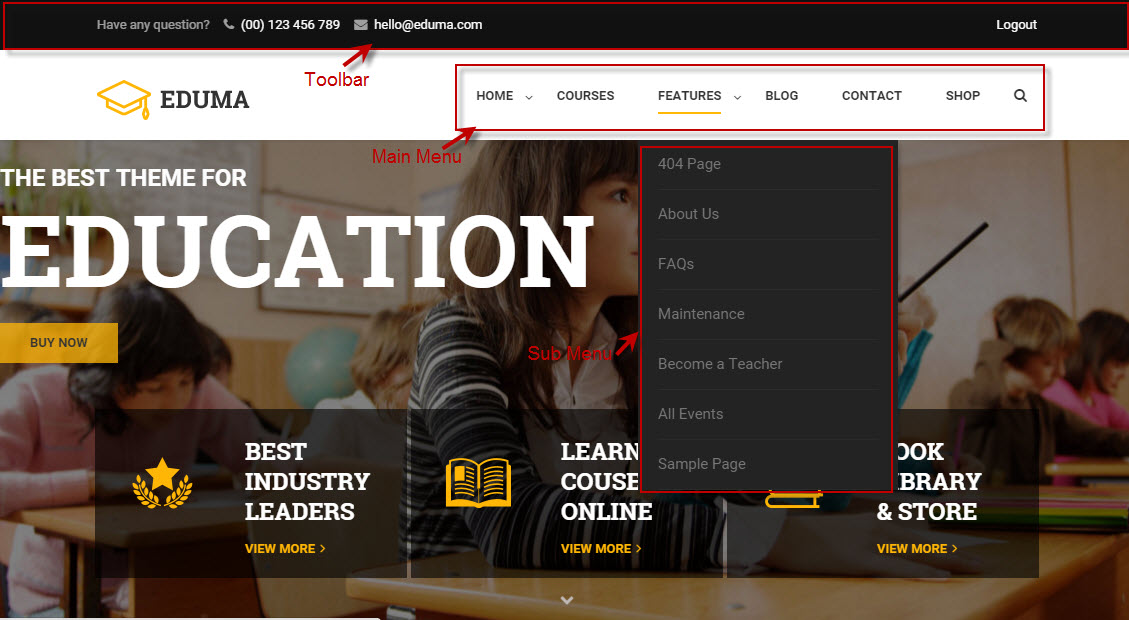 Have any question? (00) 123 456 789 hello@eduma.com Logout
Toolbar
EDUMA
HOME COURSES FEATURES BLOG CONTACT SHOP
Main Menu
404 Page
About Us
FAQs
Maintenance
Become a Teacher
All Events
Sample Page
Sub Menu
THE BEST THEME FOR
EDUCATION
BUY NOW
BEST
INDUSTRY
LEADERS
VIEW MORE >
LEARN
COUSE
ONLINE
VIEW MORE >
OOK
BRARY
& STORE
VIEW MORE >